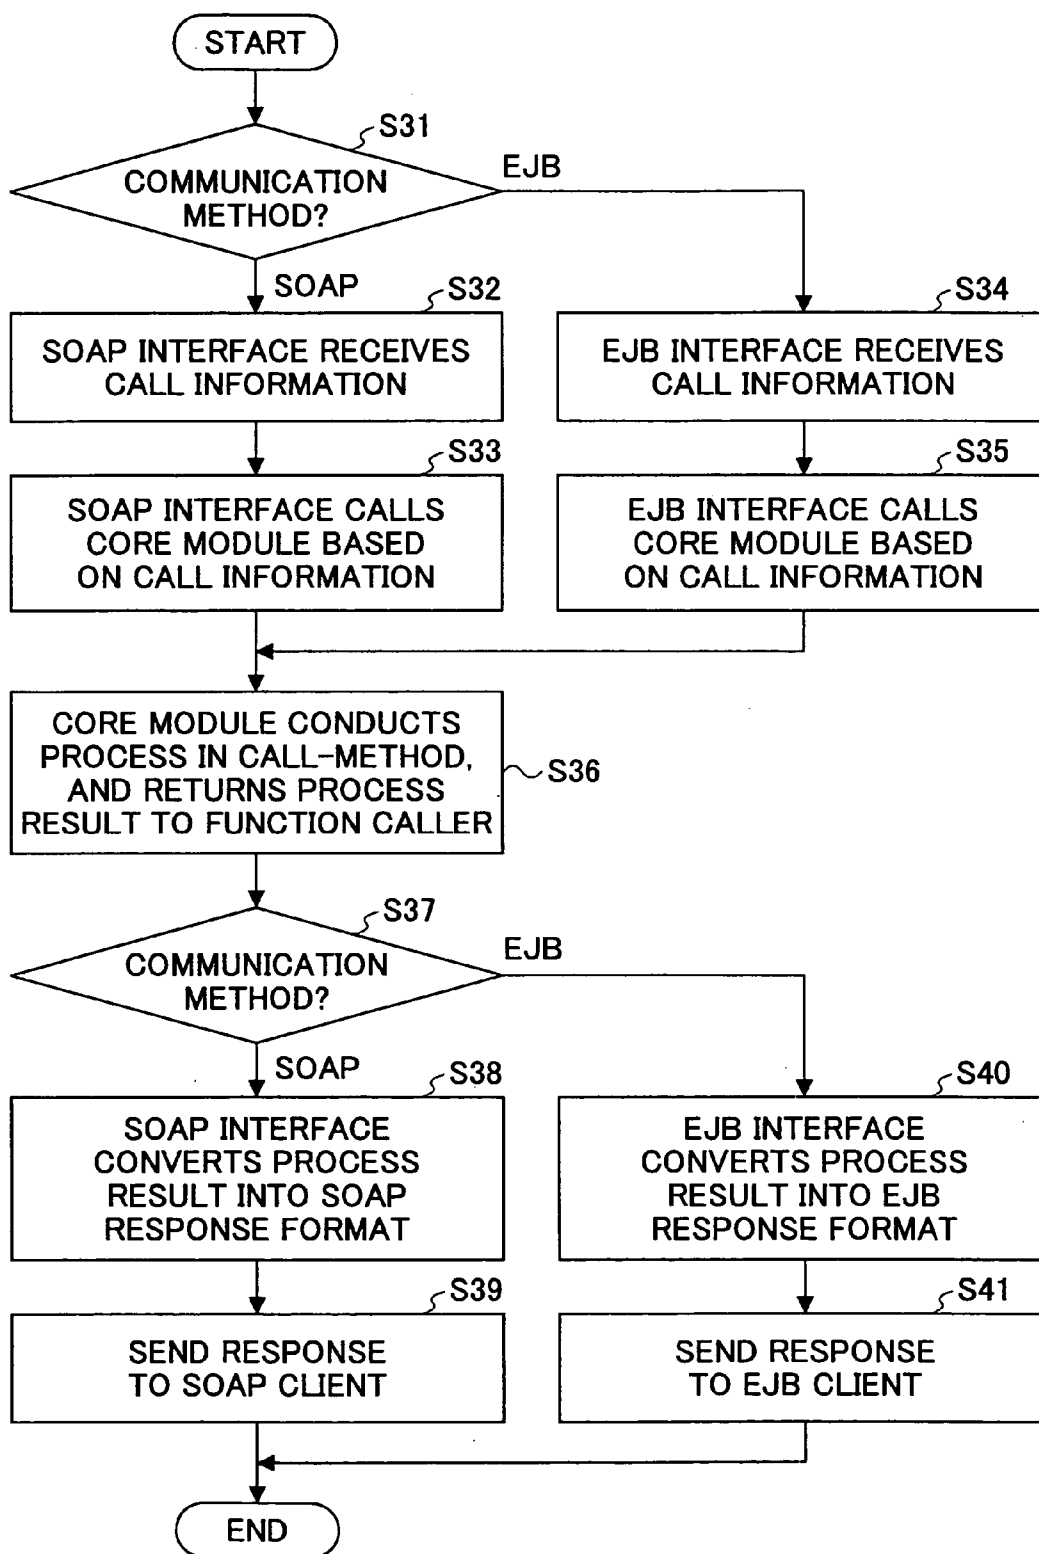 START
S31
COMMUNICATION
METHOD?
EJB
SOAP
S32
SOAP INTERFACE RECEIVES
CALL INFORMATION
S34
EJB INTERFACE RECEIVES
CALL INFORMATION
S33
SOAP INTERFACE CALLS
CORE MODULE BASED
ON CALL INFORMATION
S35
EJB INTERFACE CALLS
CORE MODULE BASED
ON CALL INFORMATION
CORE MODULE CONDUCTS
PROCESS IN CALL-METHOD,
AND RETURNS PROCESS
RESULT TO FUNCTION CALLER
S36
S37
COMMUNICATION
METHOD?
EJB
SOAP
S38
SOAP INTERFACE
CONVERTS PROCESS
RESULT INTO SOAP
RESPONSE FORMAT
S40
EJB INTERFACE
CONVERTS PROCESS
RESULT INTO EJB
RESPONSE FORMAT
S39
SEND RESPONSE
TO SOAP CLIENT
S41
SEND RESPONSE
TO EJB CLIENT
END